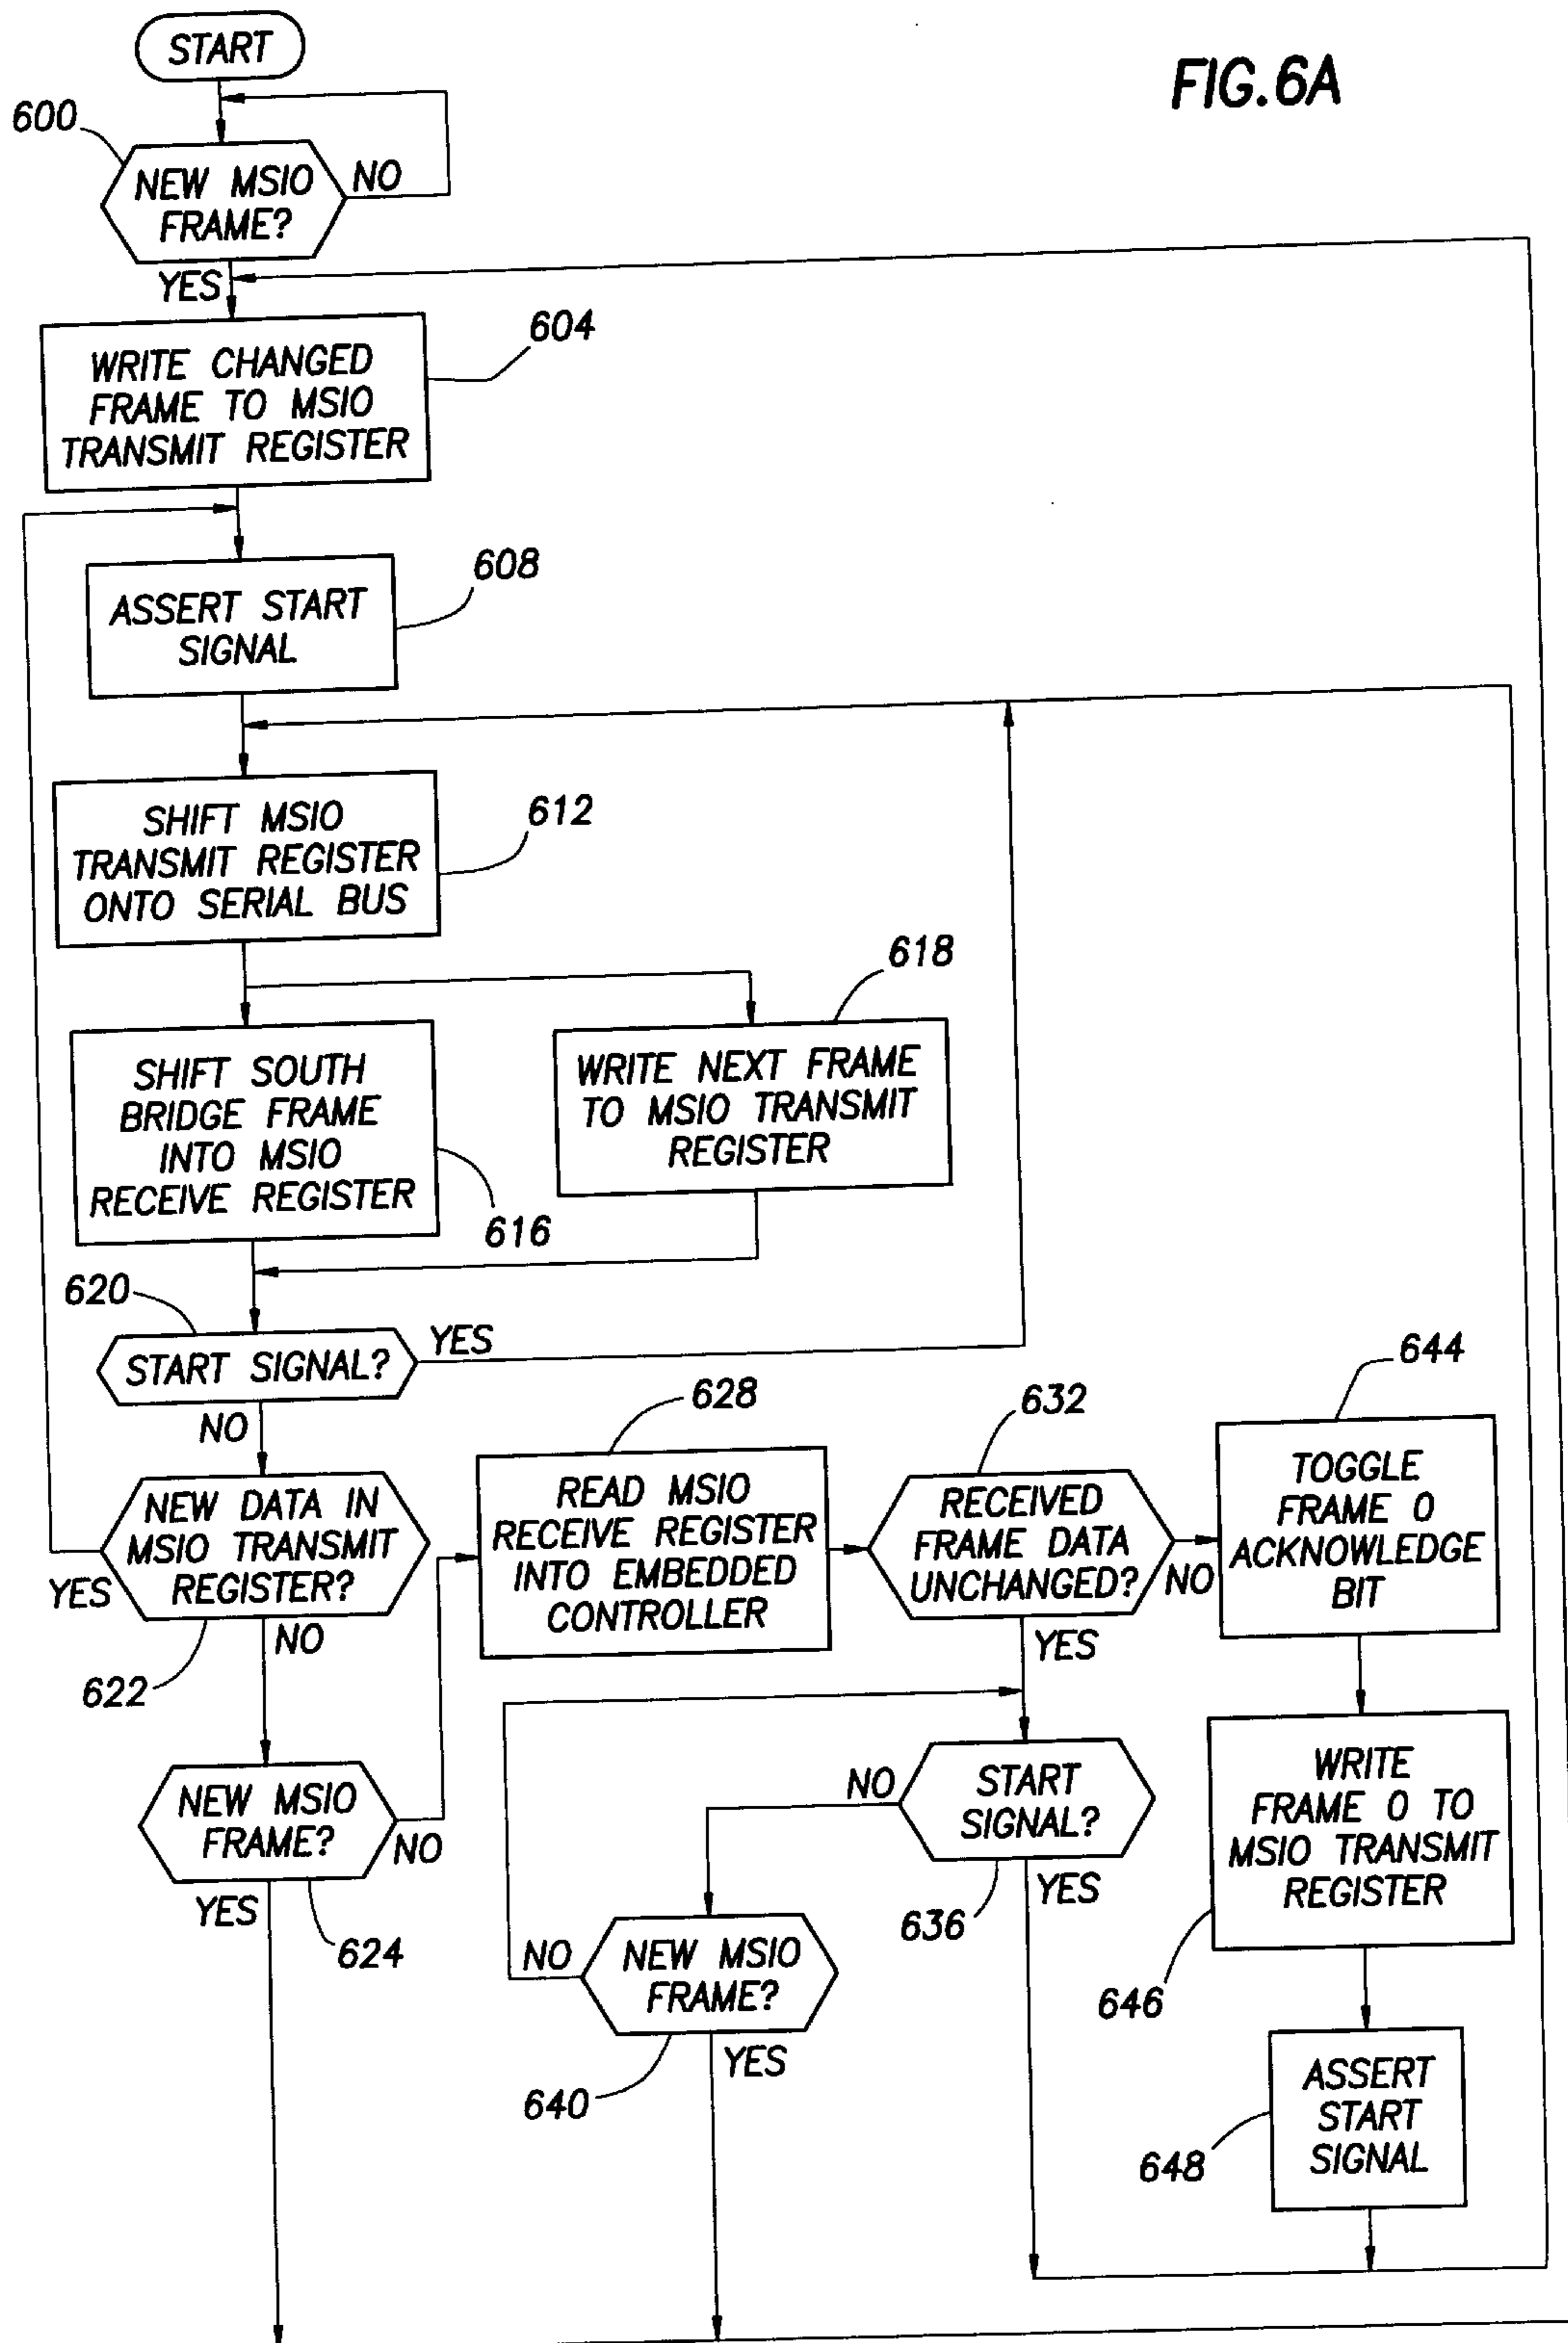 START
FIG.6A
600
NEW MSIO
FRAME?
NO
YES
604
WRITE CHANGED
FRAME TO MSIO
TRANSMIT REGISTER
608
ASSERT START
SIGNAL
612
SHIFT MSIO
TRANSMIT REGISTER
ONTO SERIAL BUS
618
SHIFT SOUTH
BRIDGE FRAME
INTO MSIO
RECEIVE REGISTER
616
WRITE NEXT FRAME
TO MSIO TRANSMIT
REGISTER
620
START SIGNAL?
YES
NO
NEW DATA IN
MSIO TRANSMIT
REGISTER?
YES
NO
622
628
READ MSIO
RECEIVE REGISTER
INTO EMBEDDED
CONTROLLER
632
RECEIVED
FRAME DATA
UNCHANGED?
NO
YES
644
TOGGLE
FRAME 0
ACKNOWLEDGE
BIT
NEW MSIO
FRAME?
NO
YES
624
NO
START
SIGNAL?
YES
636
WRITE
FRAME 0 TO
MSIO TRANSMIT
REGISTER
646
NO
NEW MSIO
FRAME?
YES
640
ASSERT
START
SIGNAL
648